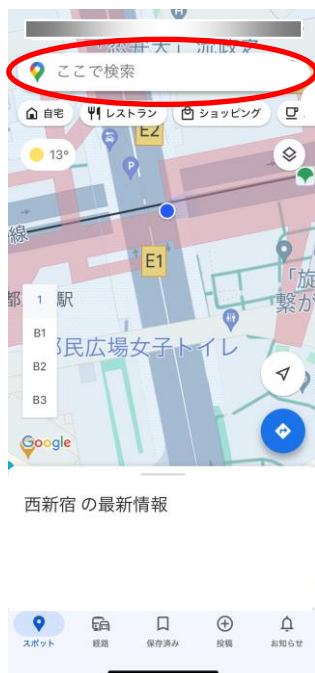 ここで検索
自宅
レストラン
ショッピング
E2
13°
P
線
E1
「旋
繋が
都
駅
1
B1
B2
B3
民広場女子トイレ
Google
西新宿 の最新情報
スポット
経路
保存済み
投稿
お知らせ